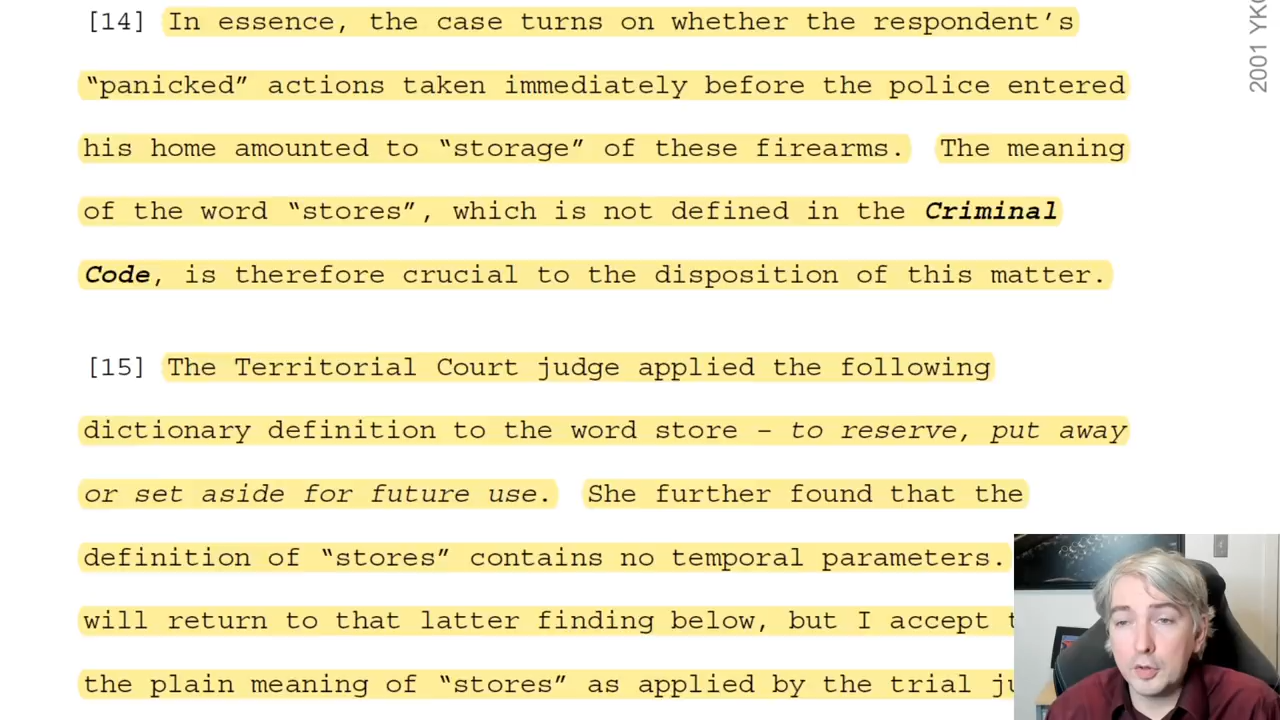 [14] In essence, the case turns on whether the respondent’s
“panicked” actions taken immediately before the police entered
his home amounted to “storage” of these firearms. The meaning
of the word “stores”, which is not defined in the Criminal
Code, is therefore crucial to the disposition of this matter.
[15] The Territorial Court judge applied the following
dictionary definition to the word store – to reserve, put away
or set aside for future use. She further found that the
definition of “stores” contains no temporal parameters.
will return to that latter finding below, but I accept
the plain meaning of “stores” as applied by the trial
2001